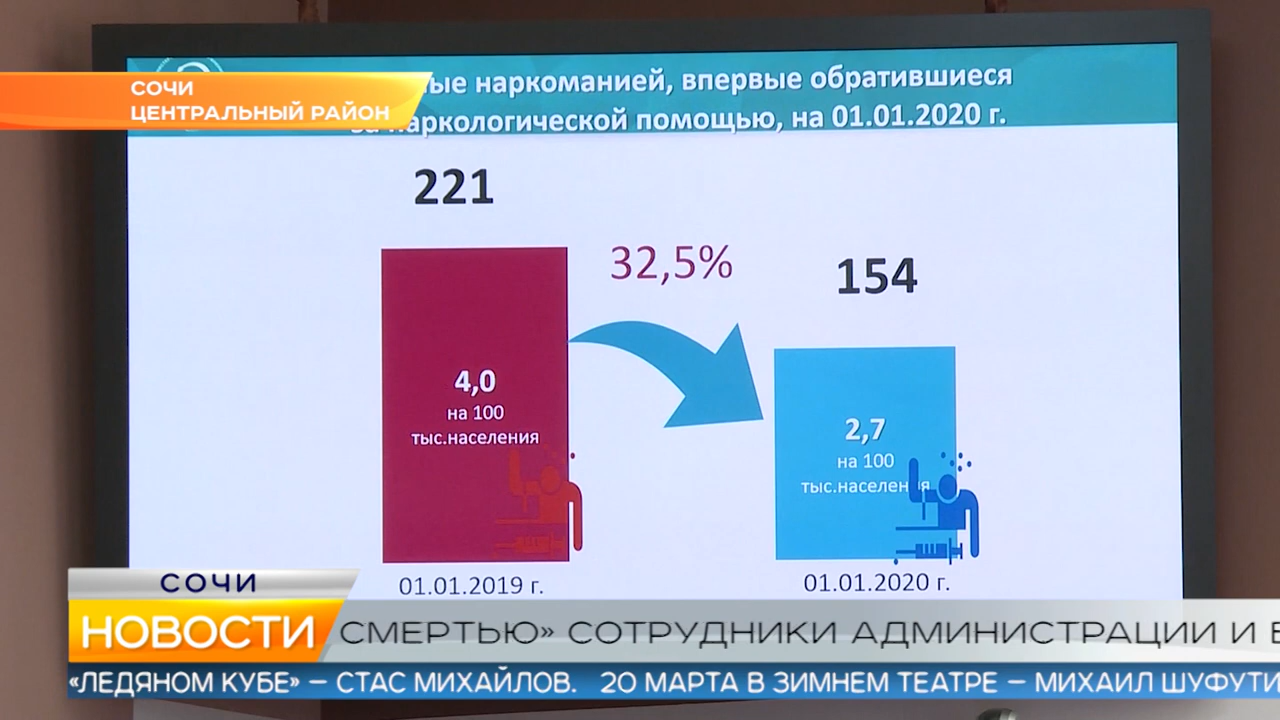 СОЧИ
ЦЕНТРАЛЬНЫЙ РАЙОН
наркоманией, впервые обратившиеся
наркологической помощью, на 01.01.2020 г.
221
32,5%
154
4,0
на 100
тыс.населения
2,7
на 100
тыс.населения
01.01.2019 г.
01.01.2020 г.
СОЧИ
НОВОСТИ
СМЕРТЬЮ» СОТРУДНИКИ АДМИНИСТРАЦИИ И
«ЛЕДЯНОМ КУБЕ» – СТАС МИХАЙЛОВ. 20 МАРТА В ЗИМНЕМ ТЕАТРЕ – МИХАИЛ ШУФУТИ